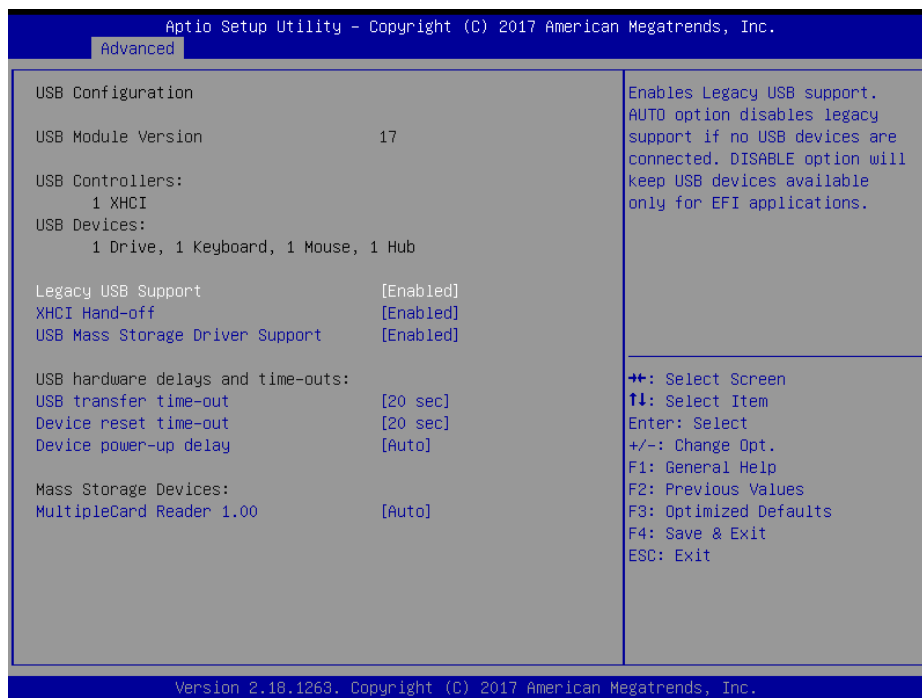 Aptio Setup Utility – Copyright (C) 2017 American Megatrends, Inc.
Advanced
USB Configuration
USB Module Version 17
USB Controllers:
1 XHCI
USB Devices:
1 Drive, 1 Keyboard, 1 Mouse, 1 Hub
Legacy USB Support [Enabled]
XHCI Hand-off [Enabled]
USB Mass Storage Driver Support [Enabled]
USB hardware delays and time-outs:
USB transfer time-out [20 sec]
Device reset time-out [20 sec]
Device power-up delay [Auto]
Mass Storage Devices:
MultipleCard Reader 1.00 [Auto]
Enables Legacy USB support.
AUTO option disables legacy
support if no USB devices are
connected. DISABLE option will
keep USB devices available
only for EFI applications.
→←: Select Screen
↑↓: Select Item
Enter: Select
+/-: Change Opt.
F1: General Help
F2: Previous Values
F3: Optimized Defaults
F4: Save & Exit
ESC: Exit
Version 2.18.1263. Copyright (C) 2017 American Megatrends, Inc.